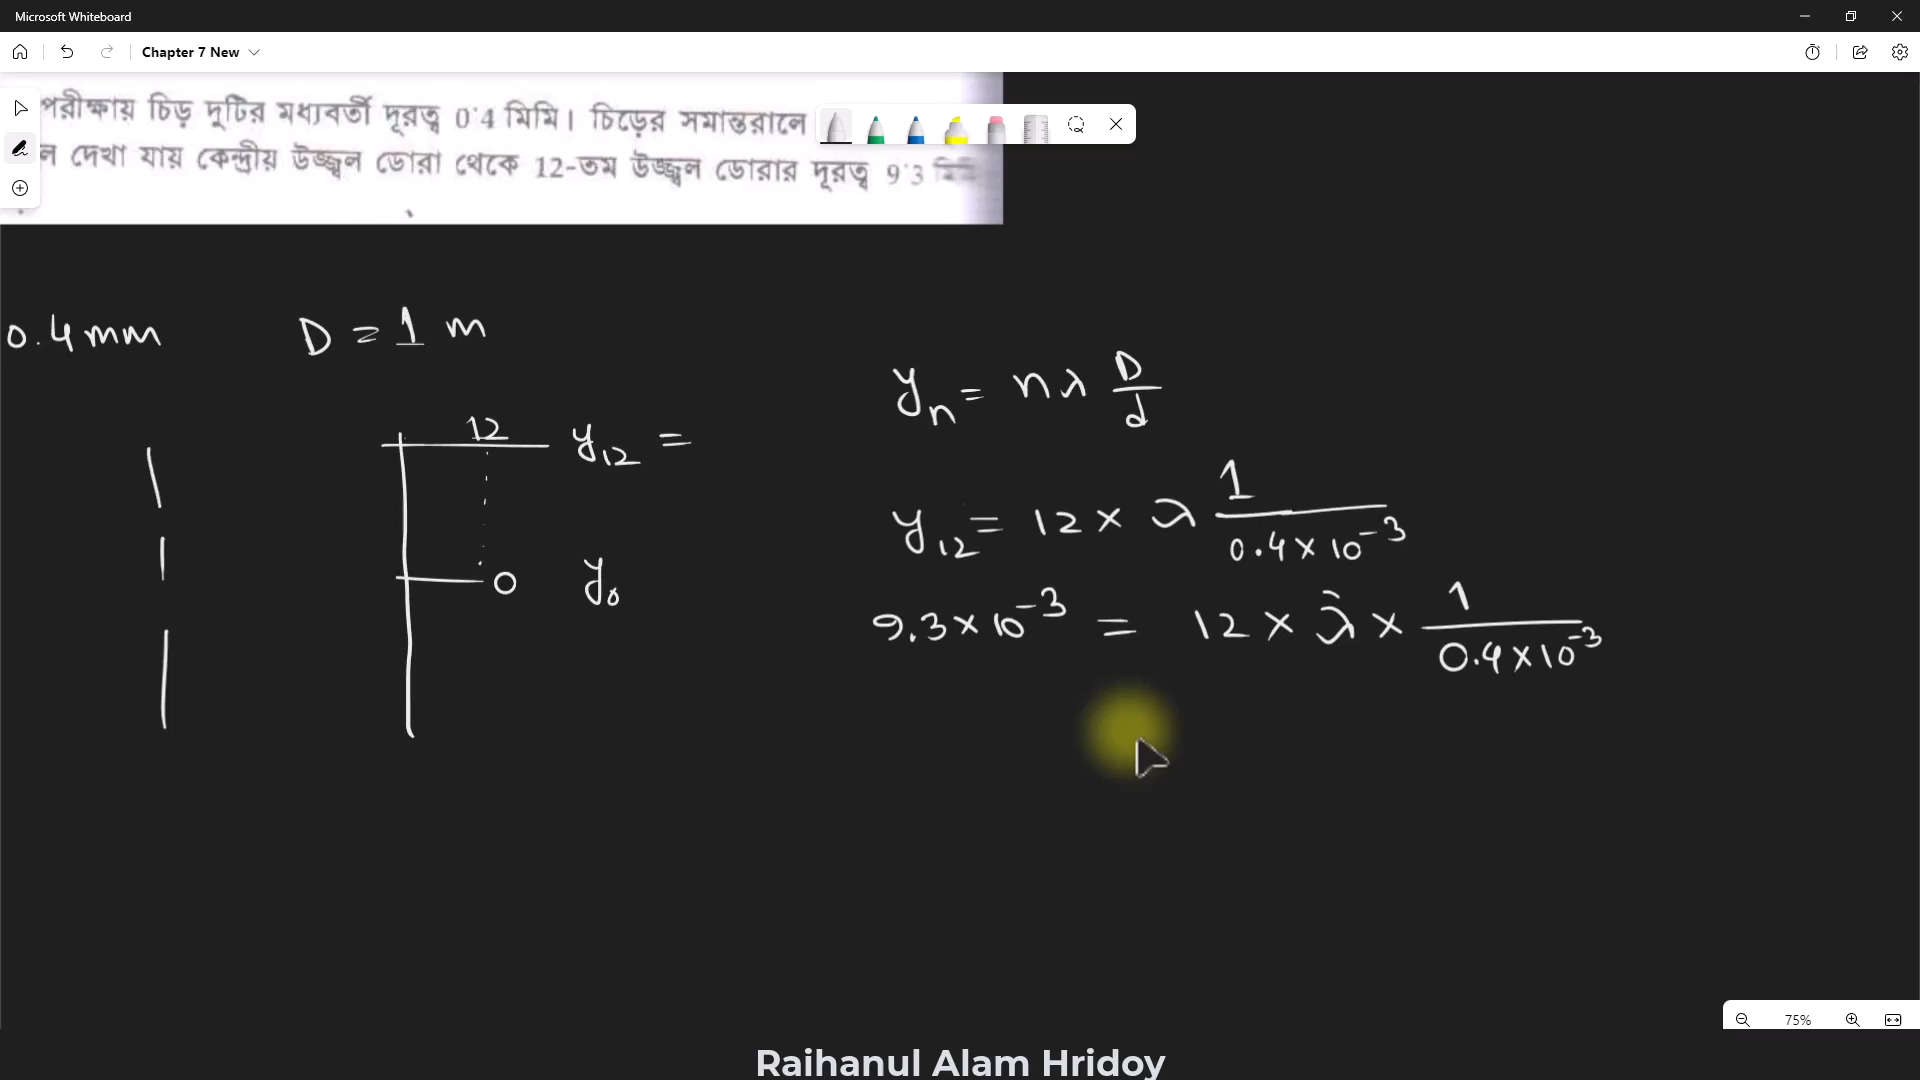 Microsoft Whiteboard
Chapter 7 New
পরীক্ষায় চিড় দুটির মধ্যবর্তী দূরত্ব 0·4 মিমি। চিড়ের সমান্তরালে
ল দেখা যায় কেন্দ্রীয় উজ্জ্বল ডোরা থেকে 12-তম উজ্জ্বল ডোরার দূরত্ব 9·3 মিমি
0.4mm D = 1 m
yₙ = nλ D/d
12 y₁₂ =
y₁₂ = 12 × λ 1/(0.4×10⁻³)
0 y₀
9.3×10⁻³ = 12 × λ × 1/(0.4×10⁻³)
75%
Raihanul Alam Hridoy